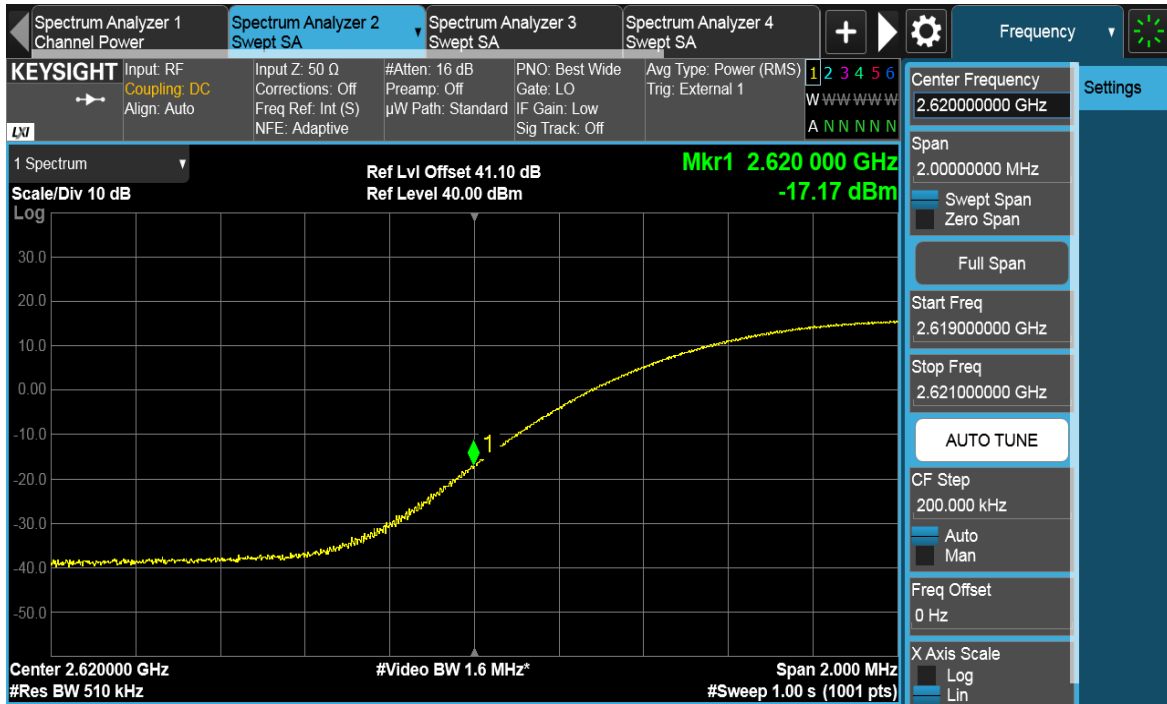 Spectrum Analyzer 1
Channel Power
Spectrum Analyzer 2
Swept SA
Spectrum Analyzer 3
Swept SA
Spectrum Analyzer 4
Swept SA
+
Frequency
KEYSIGHT
LXI
Input: RF
Coupling: DC
Align: Auto
Input Z: 50 Ω
Corrections: Off
Freq Ref: Int (S)
NFE: Adaptive
#Atten: 16 dB
Preamp: Off
µW Path: Standard
PNO: Best Wide
Gate: LO
IF Gain: Low
Sig Track: Off
Avg Type: Power (RMS)
Trig: External 1
1 2 3 4 5 6
W W W W W W
A N N N N N
1 Spectrum
Scale/Div 10 dB
Log
Ref Lvl Offset 41.10 dB
Ref Level 40.00 dBm
Mkr1 2.620 000 GHz
-17.17 dBm
30.0
20.0
10.0
0.00
-10.0
-20.0
-30.0
-40.0
-50.0
1
Center 2.620000 GHz
#Res BW 510 kHz
#Video BW 1.6 MHz*
Span 2.000 MHz
#Sweep 1.00 s (1001 pts)
Center Frequency
2.620000000 GHz
Span
2.00000000 MHz
Swept Span
Zero Span
Full Span
Start Freq
2.619000000 GHz
Stop Freq
2.621000000 GHz
AUTO TUNE
CF Step
200.000 kHz
Auto
Man
Freq Offset
0 Hz
X Axis Scale
Log
Lin
Settings